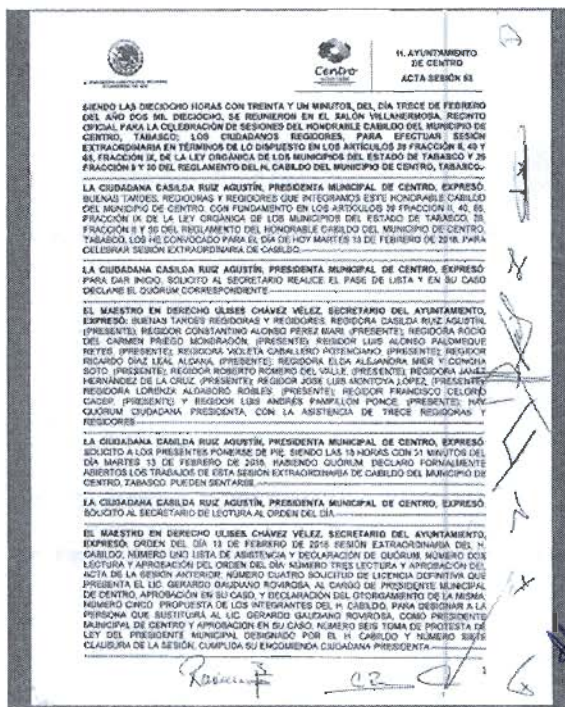 Centro
11. AYUNTAMIENTO
DE CENTRO
ACTA SESIÓN 53
SIENDO LAS DIECIOCHO HORAS CON TREINTA Y UN MINUTOS, DEL DÍA TRECE DE FEBRERO
DEL AÑO DOS MIL DIECIOCHO, SE REUNIERON EN EL SALÓN VILLAHERMOSA, RECINTO
OFICIAL PARA LA CELEBRACIÓN DE SESIONES DEL HONORABLE CABILDO DEL MUNICIPIO DE
CENTRO, TABASCO; LOS CIUDADANOS REGIDORES, PARA EFECTUAR SESIÓN
EXTRAORDINARIA EN TÉRMINOS DE LO DISPUESTO EN LOS ARTÍCULOS 39 FRACCIÓN II, 40 Y
65, FRACCIÓN IX, DE LA LEY ORGÁNICA DE LOS MUNICIPIOS DEL ESTADO DE TABASCO Y 29
FRACCIÓN II Y 30 DEL REGLAMENTO DEL H. CABILDO DEL MUNICIPIO DE CENTRO, TABASCO.
LA CIUDADANA CASILDA RUIZ AGUSTÍN, PRESIDENTA MUNICIPAL DE CENTRO, EXPRESÓ:
BUENAS TARDES, REGIDORAS Y REGIDORES QUE INTEGRAMOS ESTE HONORABLE CABILDO
DEL MUNICIPIO DE CENTRO, CON FUNDAMENTO EN LOS ARTÍCULOS 39 FRACCIÓN II, 40, 65,
FRACCIÓN IX DE LA LEY ORGÁNICA DE LOS MUNICIPIOS DEL ESTADO DE TABASCO, 29,
FRACCIÓN II Y 30 DEL REGLAMENTO DEL HONORABLE CABILDO DEL MUNICIPIO DE CENTRO,
TABASCO, LOS HE CONVOCADO PARA EL DÍA DE HOY MARTES 13 DE FEBRERO DE 2018, PARA
CELEBRAR SESIÓN EXTRAORDINARIA DE CABILDO.
LA CIUDADANA CASILDA RUIZ AGUSTÍN, PRESIDENTA MUNICIPAL DE CENTRO, EXPRESÓ:
PARA DAR INICIO, SOLICITO AL SECRETARIO REALICE EL PASE DE LISTA Y EN SU CASO
DECLARE EL QUÓRUM CORRESPONDIENTE
EL MAESTRO EN DERECHO ULISES CHÁVEZ VÉLEZ, SECRETARIO DEL AYUNTAMIENTO,
EXPRESÓ: BUENAS TARDES REGIDORAS Y REGIDORES, REGIDORA CASILDA RUIZ AGUSTÍN,
(PRESENTE); REGIDOR CONSTANTINO ALONSO PÉREZ MARÍ (PRESENTE); REGIDORA ROCÍO
DEL CARMEN PRIEGO MONDRAGÓN, (PRESENTE); REGIDOR LUIS ALONSO PALOMEQUE
REYES, (PRESENTE); REGIDORA VIOLETA CABALLERO POTENCIANO (PRESENTE); REGIDOR
RICARDO DÍAZ LEAL ALDANA, (PRESENTE); REGIDORA ELDA ALEJANDRA MIER Y CONCHA
SOTO (PRESENTE); REGIDOR ROBERTO ROMERO DEL VALLE, (PRESENTE); REGIDORA JANET
HERNÁNDEZ DE LA CRUZ, (PRESENTE); REGIDOR JOSÉ LUIS MONTOYA LÓPEZ, (PRESENTE);
REGIDORA LORENZA ALDASORO ROBLES (PRESENTE); REGIDOR FRANCISCO CELORIO
CACEP, (PRESENTE) Y REGIDOR LUIS ANDRÉS PAMPILLÓN PONCE, (PRESENTE); HAY
QUÓRUM CIUDADANA PRESIDENTA, CON LA ASISTENCIA DE TRECE REGIDORAS Y
REGIDORES
LA CIUDADANA CASILDA RUIZ AGUSTÍN, PRESIDENTA MUNICIPAL DE CENTRO, EXPRESÓ:
SOLICITO A LOS PRESENTES PONERSE DE PIE, SIENDO LAS 18 HORAS CON 31 MINUTOS DEL
DÍA MARTES 13 DE FEBRERO DE 2018, HABIENDO QUÓRUM, DECLARO FORMALMENTE
ABIERTOS LOS TRABAJOS DE ESTA SESIÓN EXTRAORDINARIA DE CABILDO DEL MUNICIPIO DE
CENTRO, TABASCO. PUEDEN SENTARSE.
LA CIUDADANA CASILDA RUIZ AGUSTÍN, PRESIDENTA MUNICIPAL DE CENTRO, EXPRESÓ:
SOLICITO AL SECRETARIO DE LECTURA AL ORDEN DEL DÍA.
EL MAESTRO EN DERECHO ULISES CHÁVEZ VÉLEZ, SECRETARIO DEL AYUNTAMIENTO,
EXPRESÓ: ORDEN DEL DÍA 13 DE FEBRERO DE 2018 SESIÓN EXTRAORDINARIA DEL H.
CABILDO, NÚMERO UNO LISTA DE ASISTENCIA Y DECLARACIÓN DE QUÓRUM, NÚMERO DOS
LECTURA Y APROBACIÓN DEL ORDEN DEL DÍA, NÚMERO TRES LECTURA Y APROBACIÓN DEL
ACTA DE LA SESIÓN ANTERIOR, NÚMERO CUATRO SOLICITUD DE LICENCIA DEFINITIVA QUE
PRESENTA EL LIC. GERARDO GAUDIANO ROVIROSA, AL CARGO DE PRESIDENTE MUNICIPAL
DE CENTRO, APROBACIÓN EN SU CASO, Y DECLARACIÓN DEL OTORGAMIENTO DE LA MISMA,
NÚMERO CINCO PROPUESTA DE LOS INTEGRANTES DEL H. CABILDO, PARA DESIGNAR A LA
PERSONA QUE SUSTITUIRÁ AL LIC. GERARDO GAUDIANO ROVIROSA, COMO PRESIDENTE
MUNICIPAL DE CENTRO Y APROBACIÓN EN SU CASO, NÚMERO SEIS TOMA DE PROTESTA DE
LEY DEL PRESIDENTE MUNICIPAL DESIGNADO POR EL H. CABILDO Y NÚMERO SIETE
CLAUSURA DE LA SESIÓN, CUMPLIDA SU ENCOMIENDA CIUDADANA PRESIDENTA